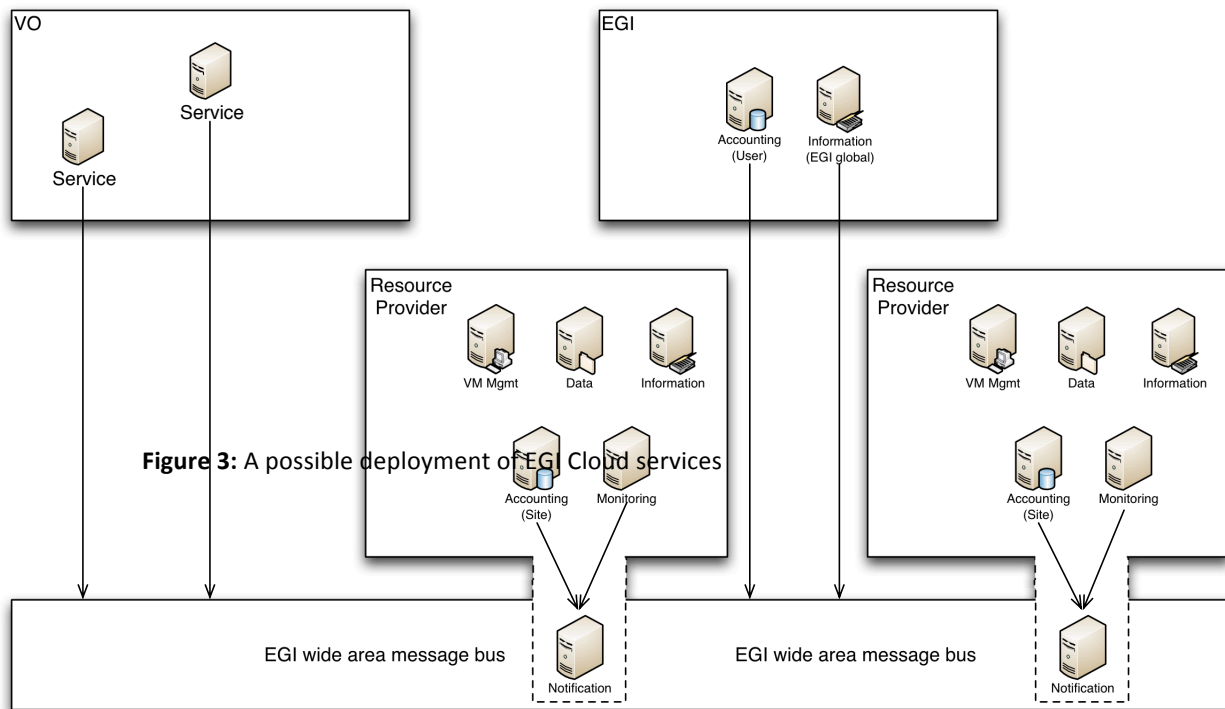 VO
Service
Service
EGI
Accounting
(User)
Information
(EGI global)
Resource
Provider
VM Mgmt
Data
Information
Accounting
(Site)
Monitoring
Resource
Provider
VM Mgmt
Data
Information
Accounting
(Site)
Monitoring
Figure 3: A possible deployment of EGI Cloud services
EGI wide area message bus
Notification
EGI wide area message bus
Notification